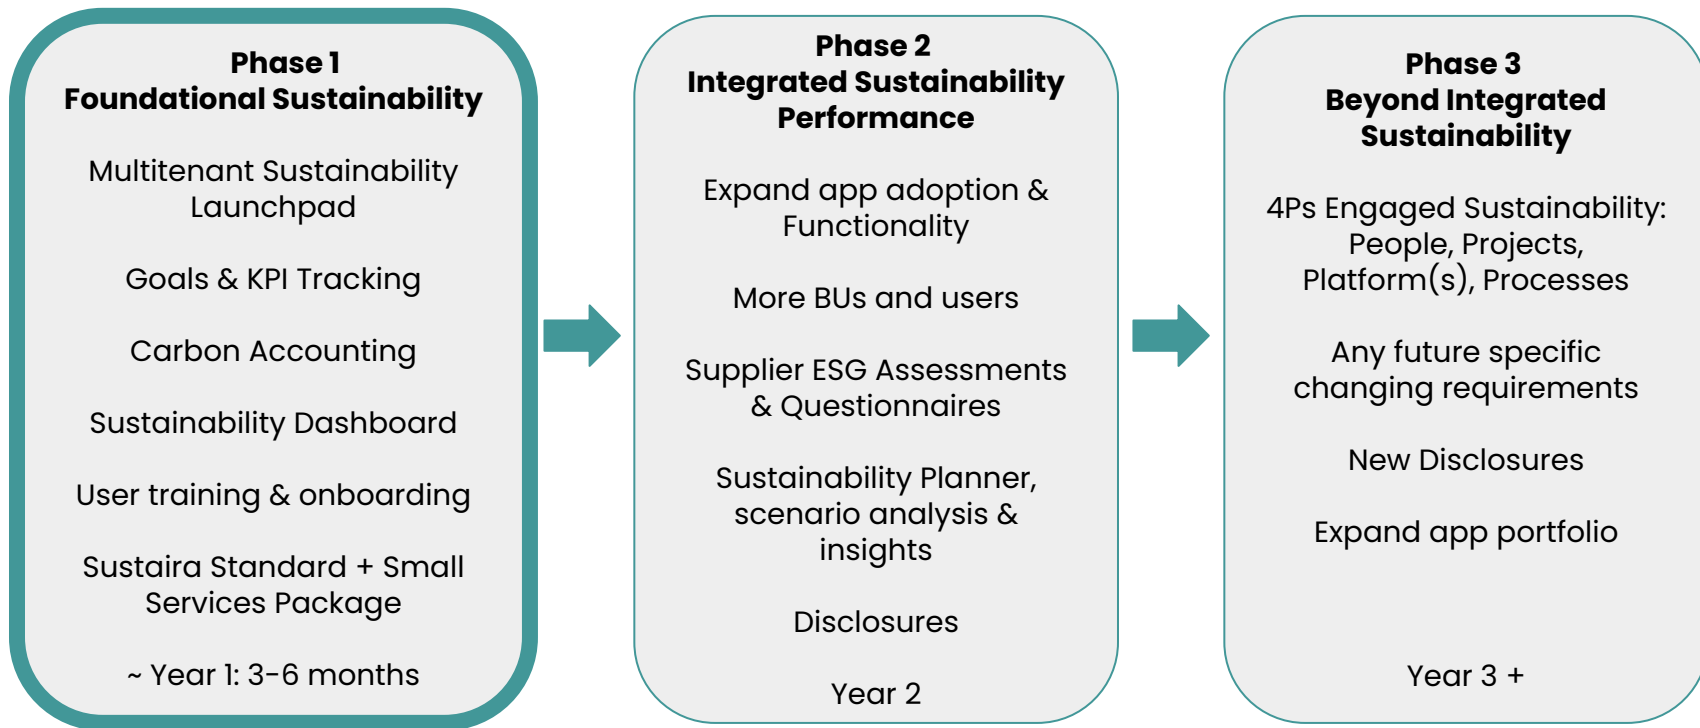 Phase 1
Foundational Sustainability
Multitenant Sustainability
Launchpad
Goals & KPI Tracking
Carbon Accounting
Sustainability Dashboard
User training & onboarding
Sustaira Standard + Small
Services Package
~ Year 1: 3-6 months
Phase 2
Integrated Sustainability
Performance
Expand app adoption &
Functionality
More BUs and users
Supplier ESG Assessments
& Questionnaires
Sustainability Planner,
scenario analysis &
insights
Disclosures
Year 2
Phase 3
Beyond Integrated
Sustainability
4Ps Engaged Sustainability:
People, Projects,
Platform(s), Processes
Any future specific
changing requirements
New Disclosures
Expand app portfolio
Year 3 +